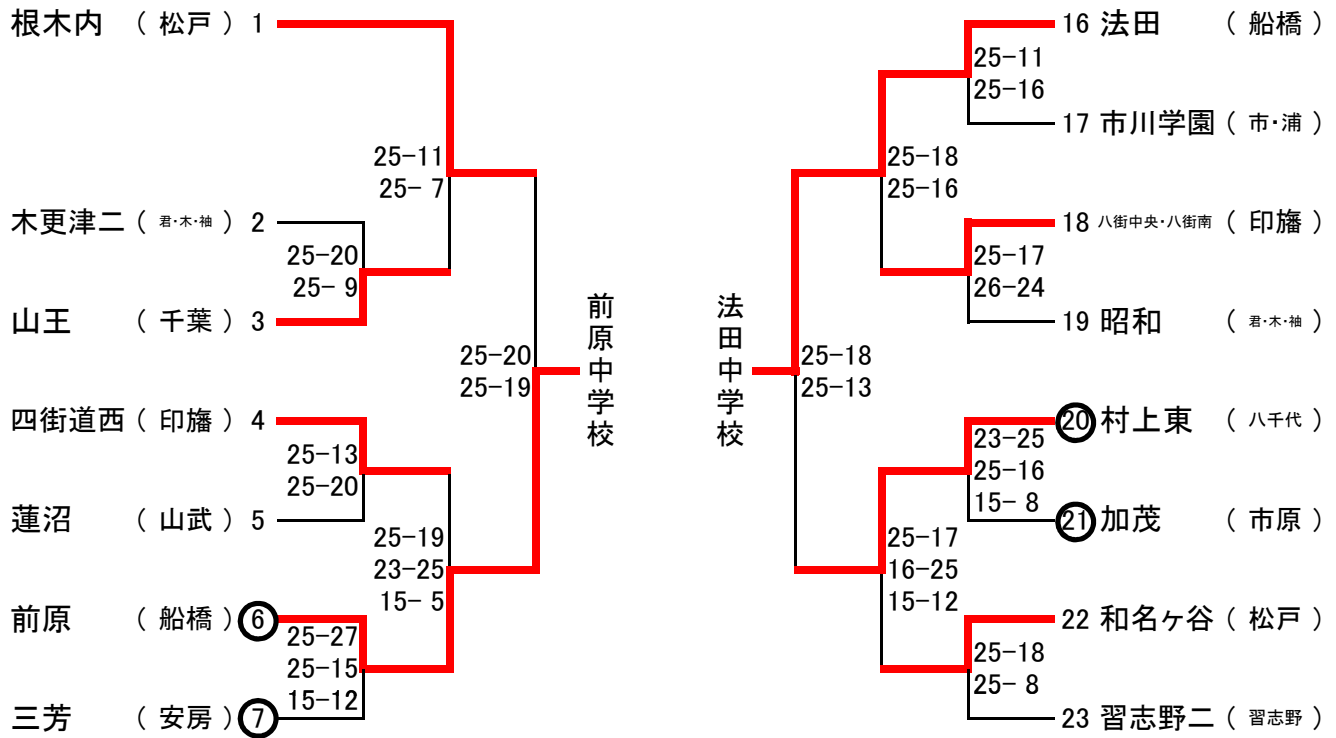 根木内 （ 松戸 ） 1
25-11
25- 7
木更津二 （ 君・木・袖 ） 2
25-20
25- 9
山王 （ 千葉 ） 3
25-20
25-19
四街道西 （ 印旛 ） 4
25-13
25-20
蓮沼 （ 山武 ） 5
25-19
23-25
15- 5
前原 （ 船橋 ） ⑥
25-27
25-15
15-12
三芳 （ 安房 ） ⑦
前原中学校
法田中学校
16 法田 （ 船橋 ）
25-11
25-16
17 市川学園 （ 市・浦 ）
25-18
25-16
18 八街中央・八街南 （ 印旛 ）
25-17
26-24
19 昭和 （ 君・木・袖 ）
25-18
25-13
⑳ 村上東 （ 八千代 ）
23-25
25-16
15- 8
㉑ 加茂 （ 市原 ）
25-17
16-25
15-12
22 和名ヶ谷 （ 松戸 ）
25-18
25- 8
23 習志野二 （ 習志野 ）